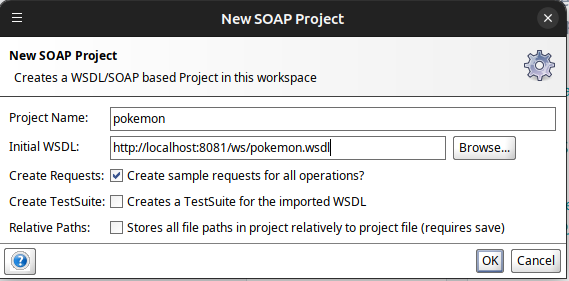 New SOAP Project
New SOAP Project
Creates a WSDL/SOAP based Project in this workspace
Project Name: pokemon
Initial WSDL: http://localhost:8081/ws/pokemon.wsdl Browse...
Create Requests: Create sample requests for all operations?
Create TestSuite: Creates a TestSuite for the imported WSDL
Relative Paths: Stores all file paths in project relatively to project file (requires save)
? OK Cancel